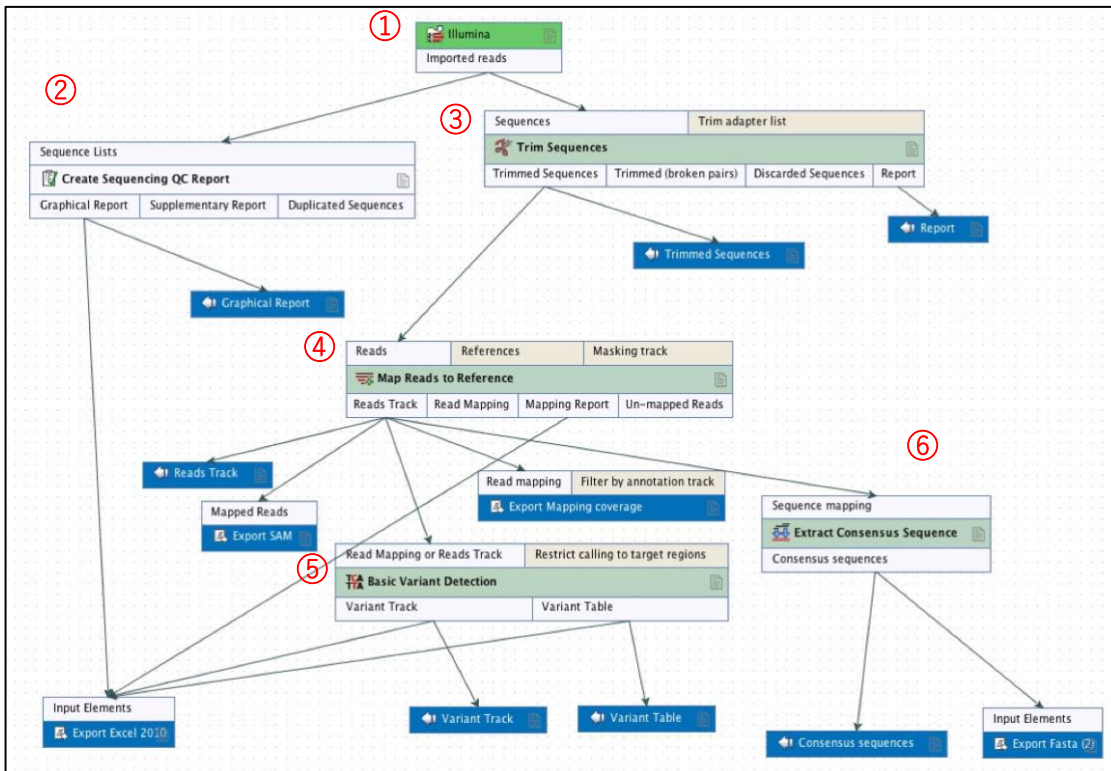 ①
Illumina
Imported reads
②
③
Sequences Trim adapter list
Trim Sequences
Trimmed Sequences Trimmed (broken pairs) Discarded Sequences Report
Sequence Lists
Create Sequencing QC Report
Graphical Report Supplementary Report Duplicated Sequences
Report
Trimmed Sequences
Graphical Report
④
Reads References Masking track
Map Reads to Reference
Reads Track Read Mapping Mapping Report Un-mapped Reads
⑥
Reads Track
Read mapping Filter by annotation track
Export Mapping coverage
Mapped Reads
Export SAM
Sequence mapping
Extract Consensus Sequence
Consensus sequences
⑤
Read Mapping or Reads Track Restrict calling to target regions
Basic Variant Detection
Variant Track Variant Table
Input Elements
Export Excel 2010
Variant Track
Variant Table
Consensus sequences
Input Elements
Export Fasta (2)